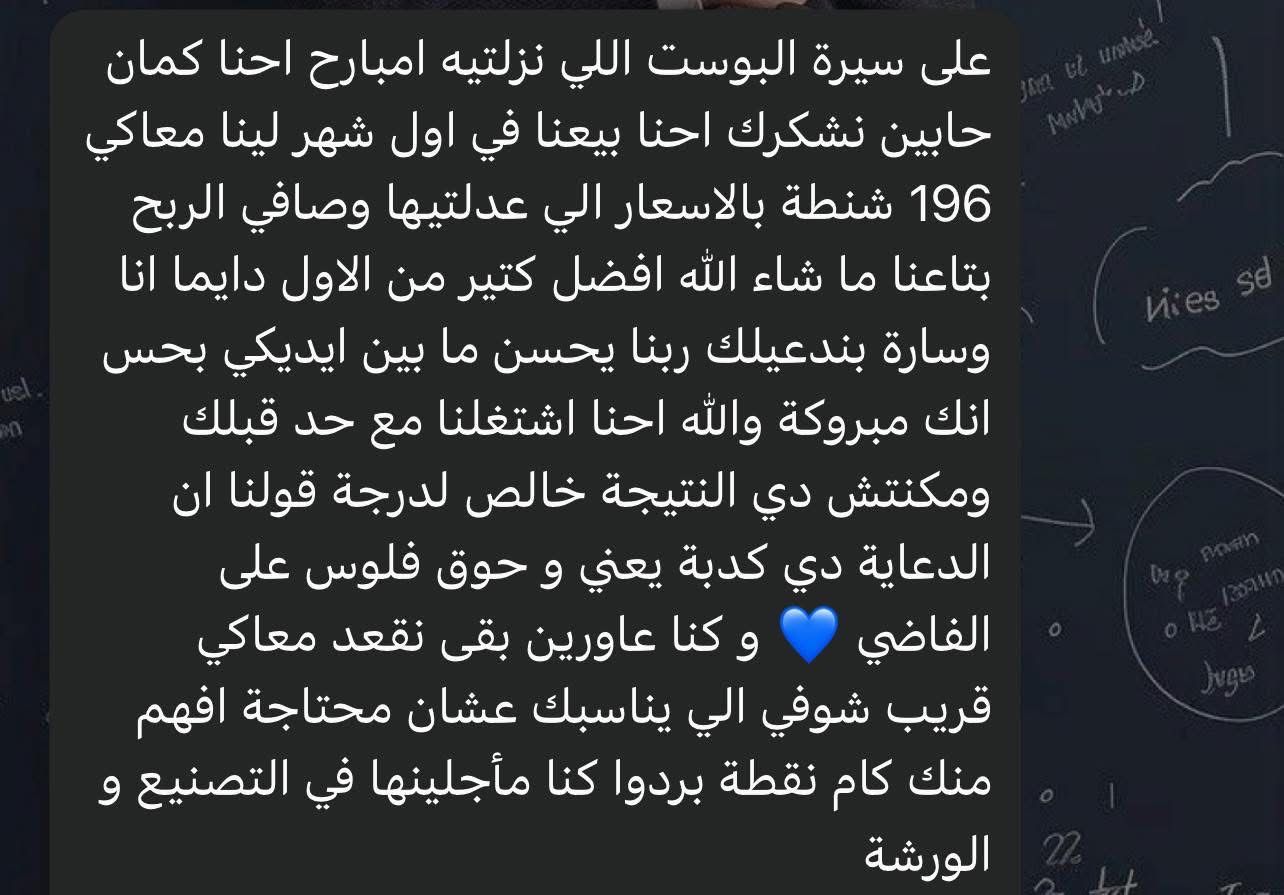 على سيرة البوست اللي نزلتيه امبارح احنا كمان
حابين نشكرك احنا بيعنا في اول شهر لينا معاكي
196 شنطة بالاسعار الي عدلتيها وصافي الربح
بتاعنا ما شاء الله افضل كتير من الاول دايما انا
وسارة بندعيلك ربنا يحسن ما بين ايديكي بحس
انك مبروكة والله احنا اشتغلنا مع حد قبلك
ومكنتش دي النتيجة خالص لدرجة قولنا ان
الدعاية دي كدبة يعني و حوق فلوس على
الفاضي 💙 و كنا عاورين بقى نقعد معاكي
قريب شوفي الي يناسبك عشان محتاجة افهم
منك كام نقطة بردوا كنا مأجلينها في التصنيع و
الورشة